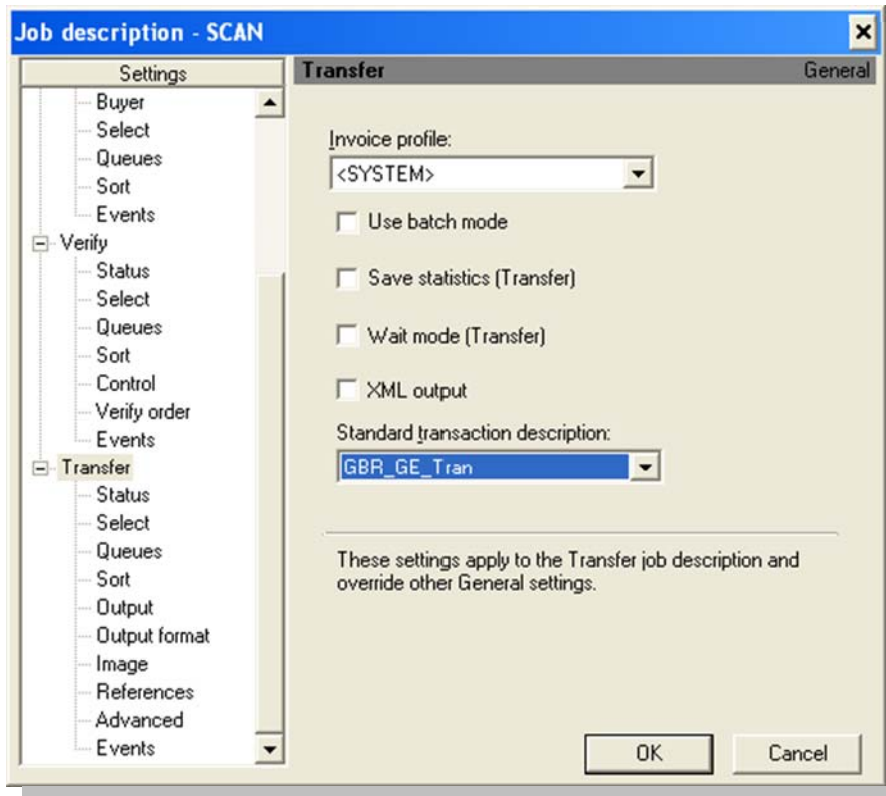 Job description - SCAN
Settings
Buyer
Select
Queues
Sort
Events
Verify
Status
Select
Queues
Sort
Control
Verify order
Events
Transfer
Status
Select
Queues
Sort
Output
Output format
Image
References
Advanced
Events
Transfer General
Invoice profile:
<SYSTEM>
Use batch mode
Save statistics (Transfer)
Wait mode (Transfer)
XML output
Standard transaction description:
GBR_GE_Tran
These settings apply to the Transfer job description and
override other General settings.
OK Cancel